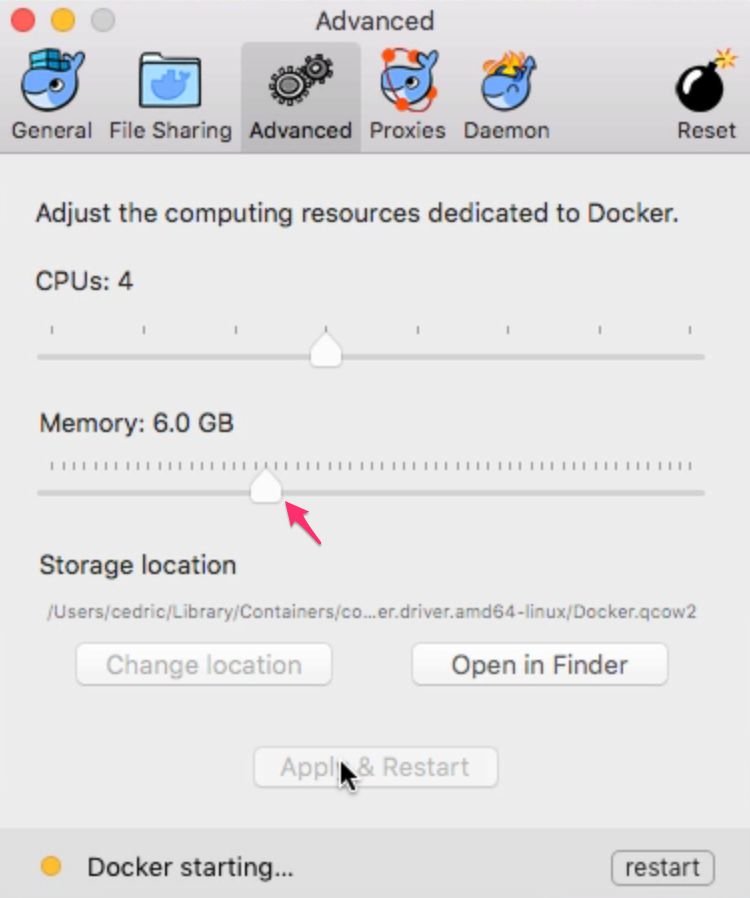 Advanced
General File Sharing Advanced Proxies Daemon Reset
Adjust the computing resources dedicated to Docker.
CPUs: 4
Memory: 6.0 GB
Storage location
/Users/cedric/Library/Containers/co...er.driver.amd64-linux/Docker.qcow2
Change location Open in Finder
Apply & Restart
Docker starting... restart